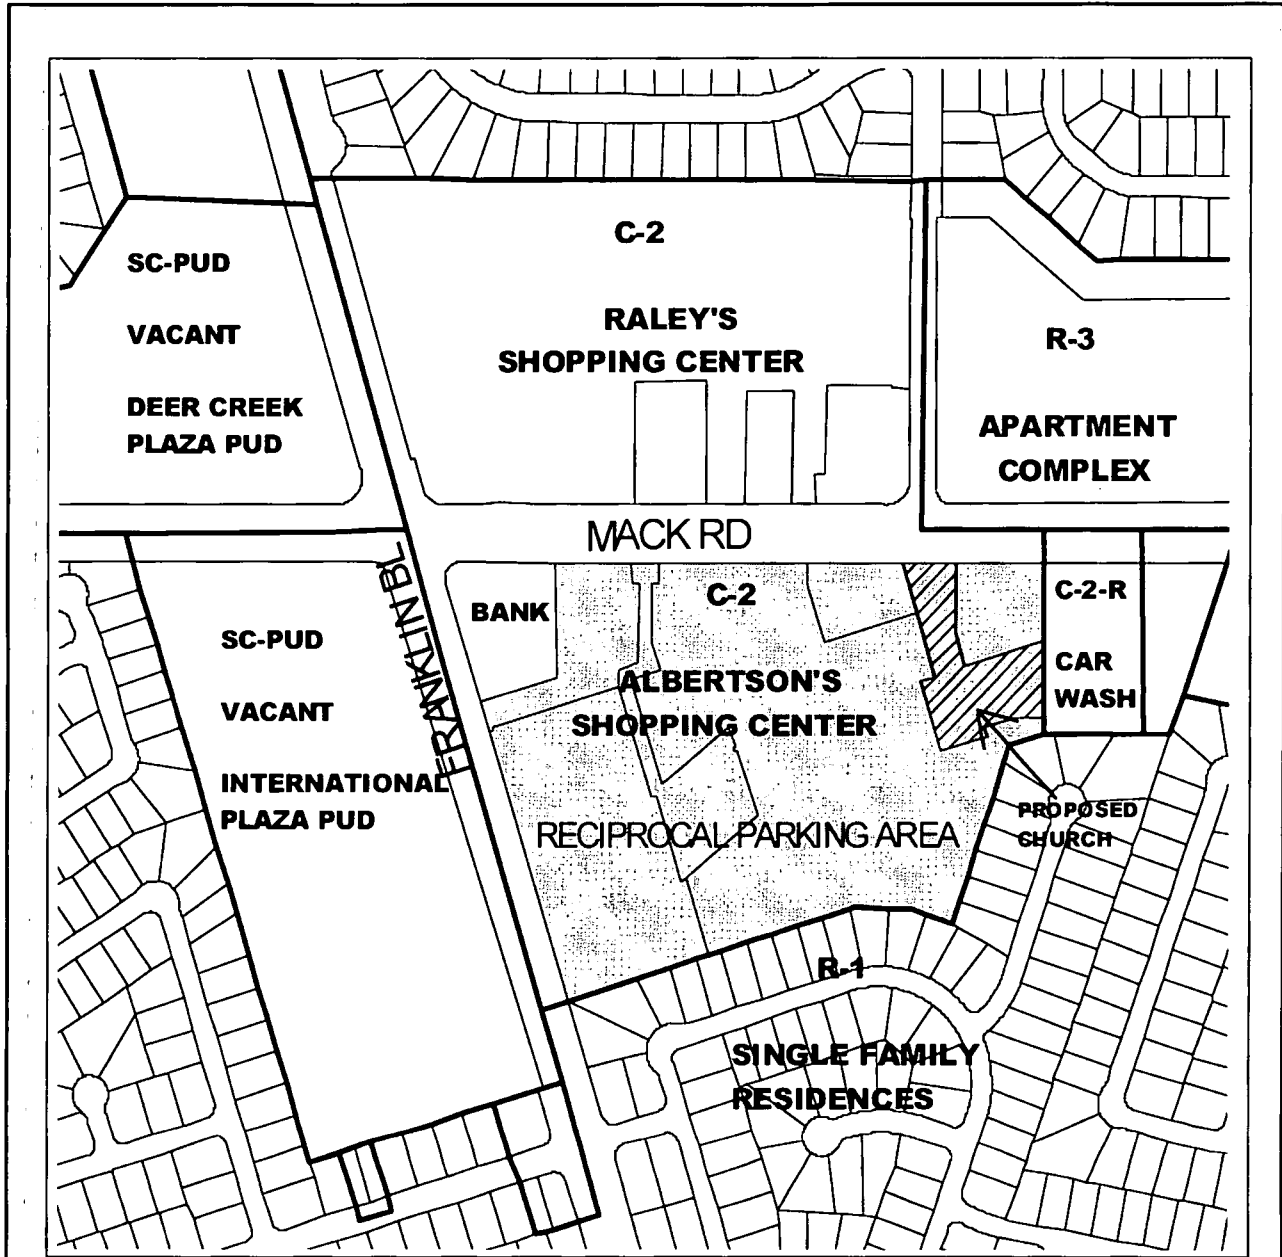 C-2
SC-PUD
RALEY'S
SHOPPING CENTER
VACANT
R-3
DEER CREEK
PLAZA PUD
APARTMENT
COMPLEX
MACK RD
FRANKLIN BL
BANK
C-2
C-2-R
SC-PUD
CAR
WASH
ALBERTSON'S
SHOPPING CENTER
VACANT
INTERNATIONAL
PLAZA PUD
PROPOSED
CHURCH
RECIPROCAL PARKING AREA
R-1
SINGLE FAMILY
RESIDENCES